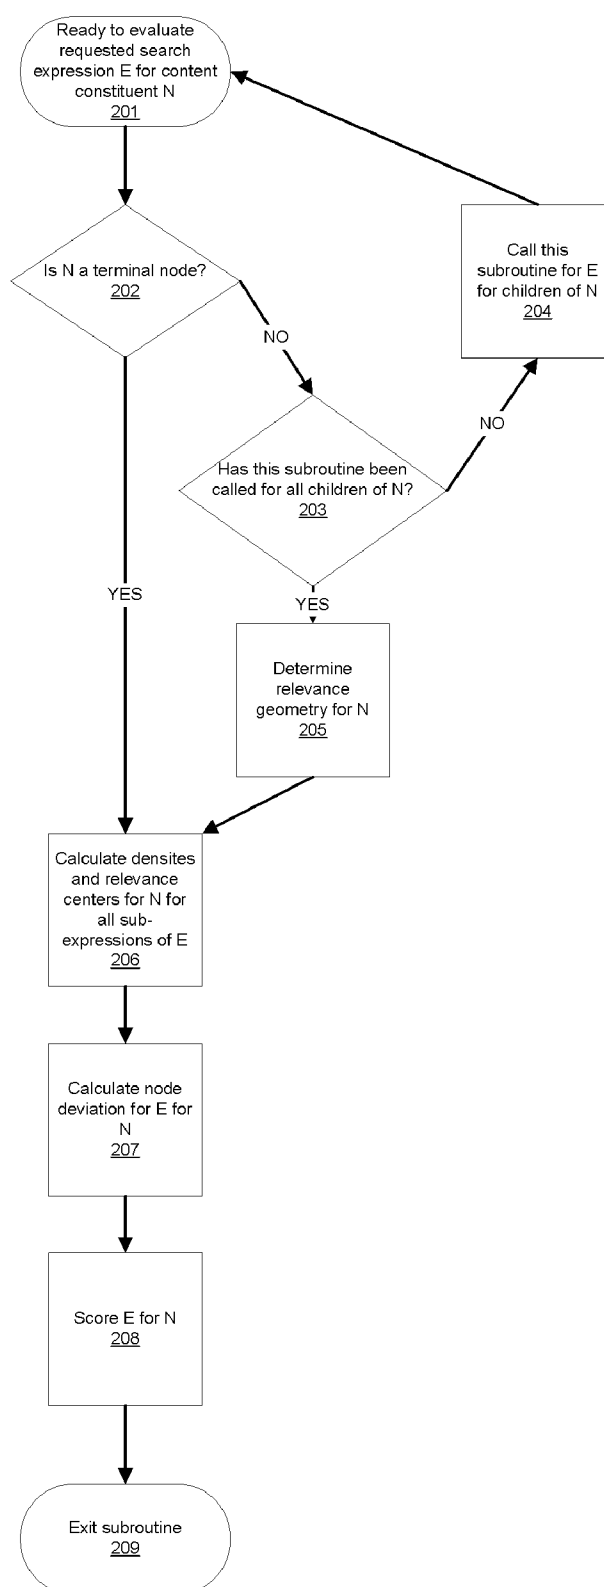 Ready to evaluate
requested search
expression E for content
constituent N
201
Is N a terminal node?
202
NO
Call this
subroutine for E
for children of N
204
NO
Has this subroutine been
called for all children of N?
203
YES
YES
Determine
relevance
geometry for N
205
Calculate densites
and relevance
centers for N for
all sub-
expressions of E
206
Calculate node
deviation for E for
N
207
Score E for N
208
Exit subroutine
209